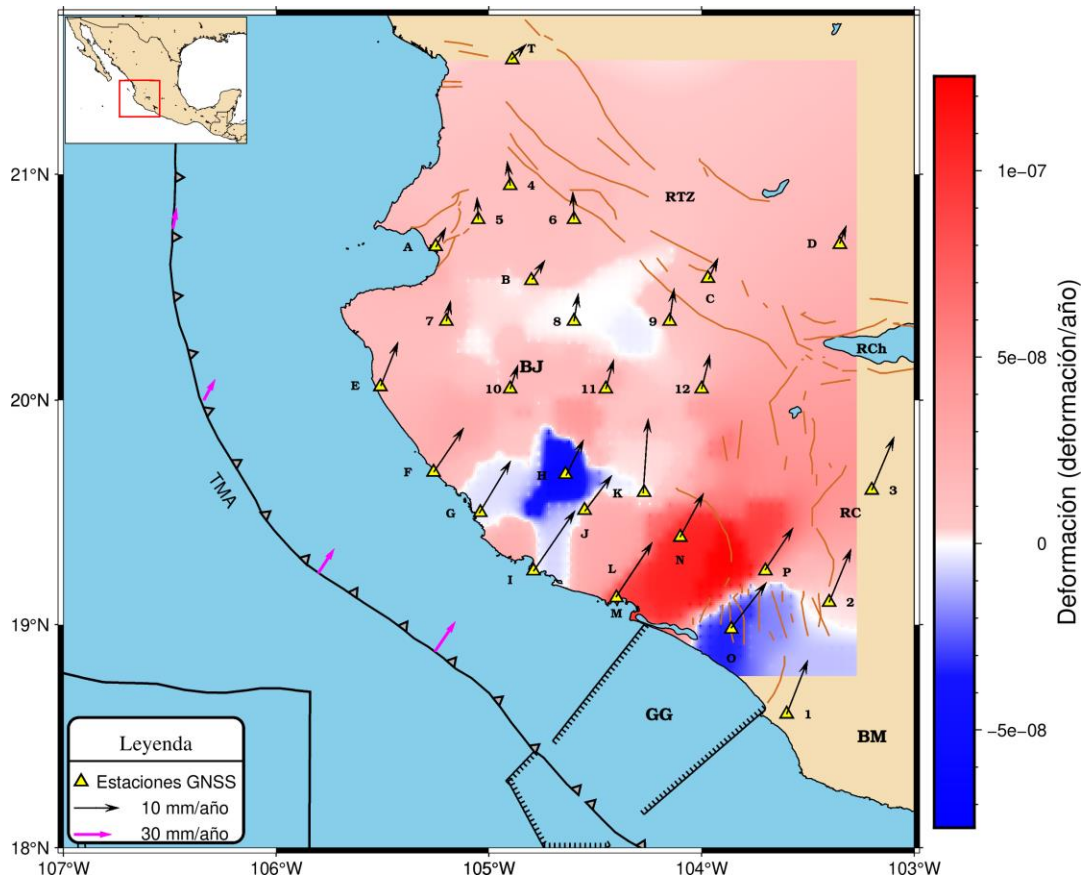 T
21°N
4
RTZ
5
6
A
D
B
C
7
8
9
RCh
BJ
E
10
11
12
20°N
F
H
K
3
G
J
RC
TMA
N
I
L
P
M
2
19°N
O
GG
1
BM
Leyenda
Estaciones GNSS
10 mm/año
30 mm/año
18°N
107°W
106°W
105°W
104°W
103°W
1e-07
5e-08
0
−5e-08
Deformación (deformación/año)